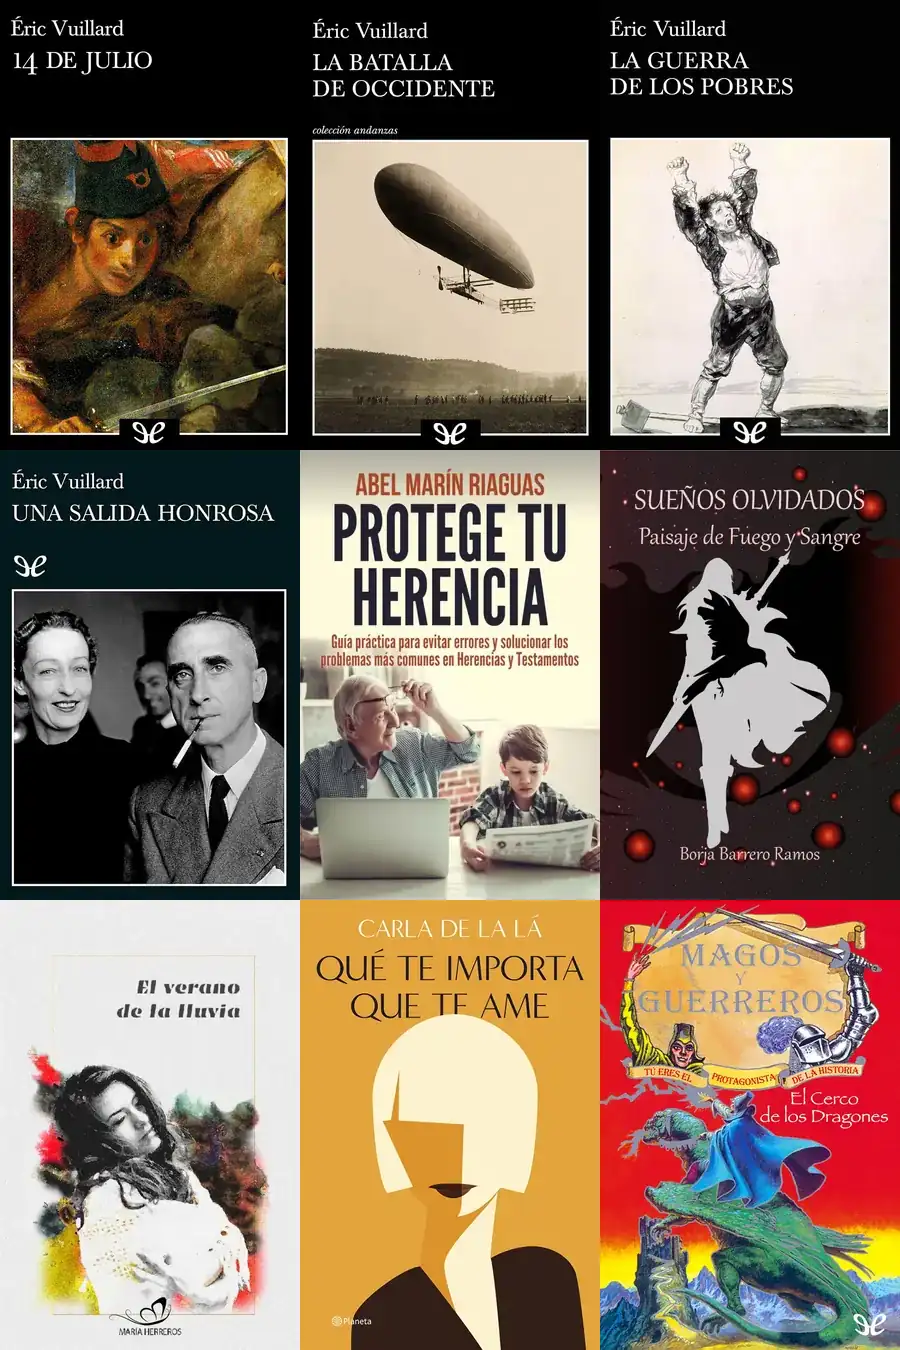 Éric Vuillard
14 DE JULIO
Éric Vuillard
LA BATALLA
DE OCCIDENTE
colección andanzas
Éric Vuillard
LA GUERRA
DE LOS POBRES
Éric Vuillard
UNA SALIDA HONROSA
ABEL MARÍN RIAGUAS
PROTEGE TU
HERENCIA
Guía práctica para evitar errores y solucionar los
problemas más comunes en Herencias y Testamentos
SUEÑOS OLVIDADOS
Paisaje de Fuego y Sangre
Borja Barrero Ramos
El verano
de la lluvia
MARÍA HERREROS
CARLA DE LA LÁ
QUÉ TE IMPORTA
QUE TE AME
Planeta
MAGOS
Y
GUERREROS
TÚ ERES EL PROTAGONISTA DE LA HISTORIA
El Cerco
de los Dragones